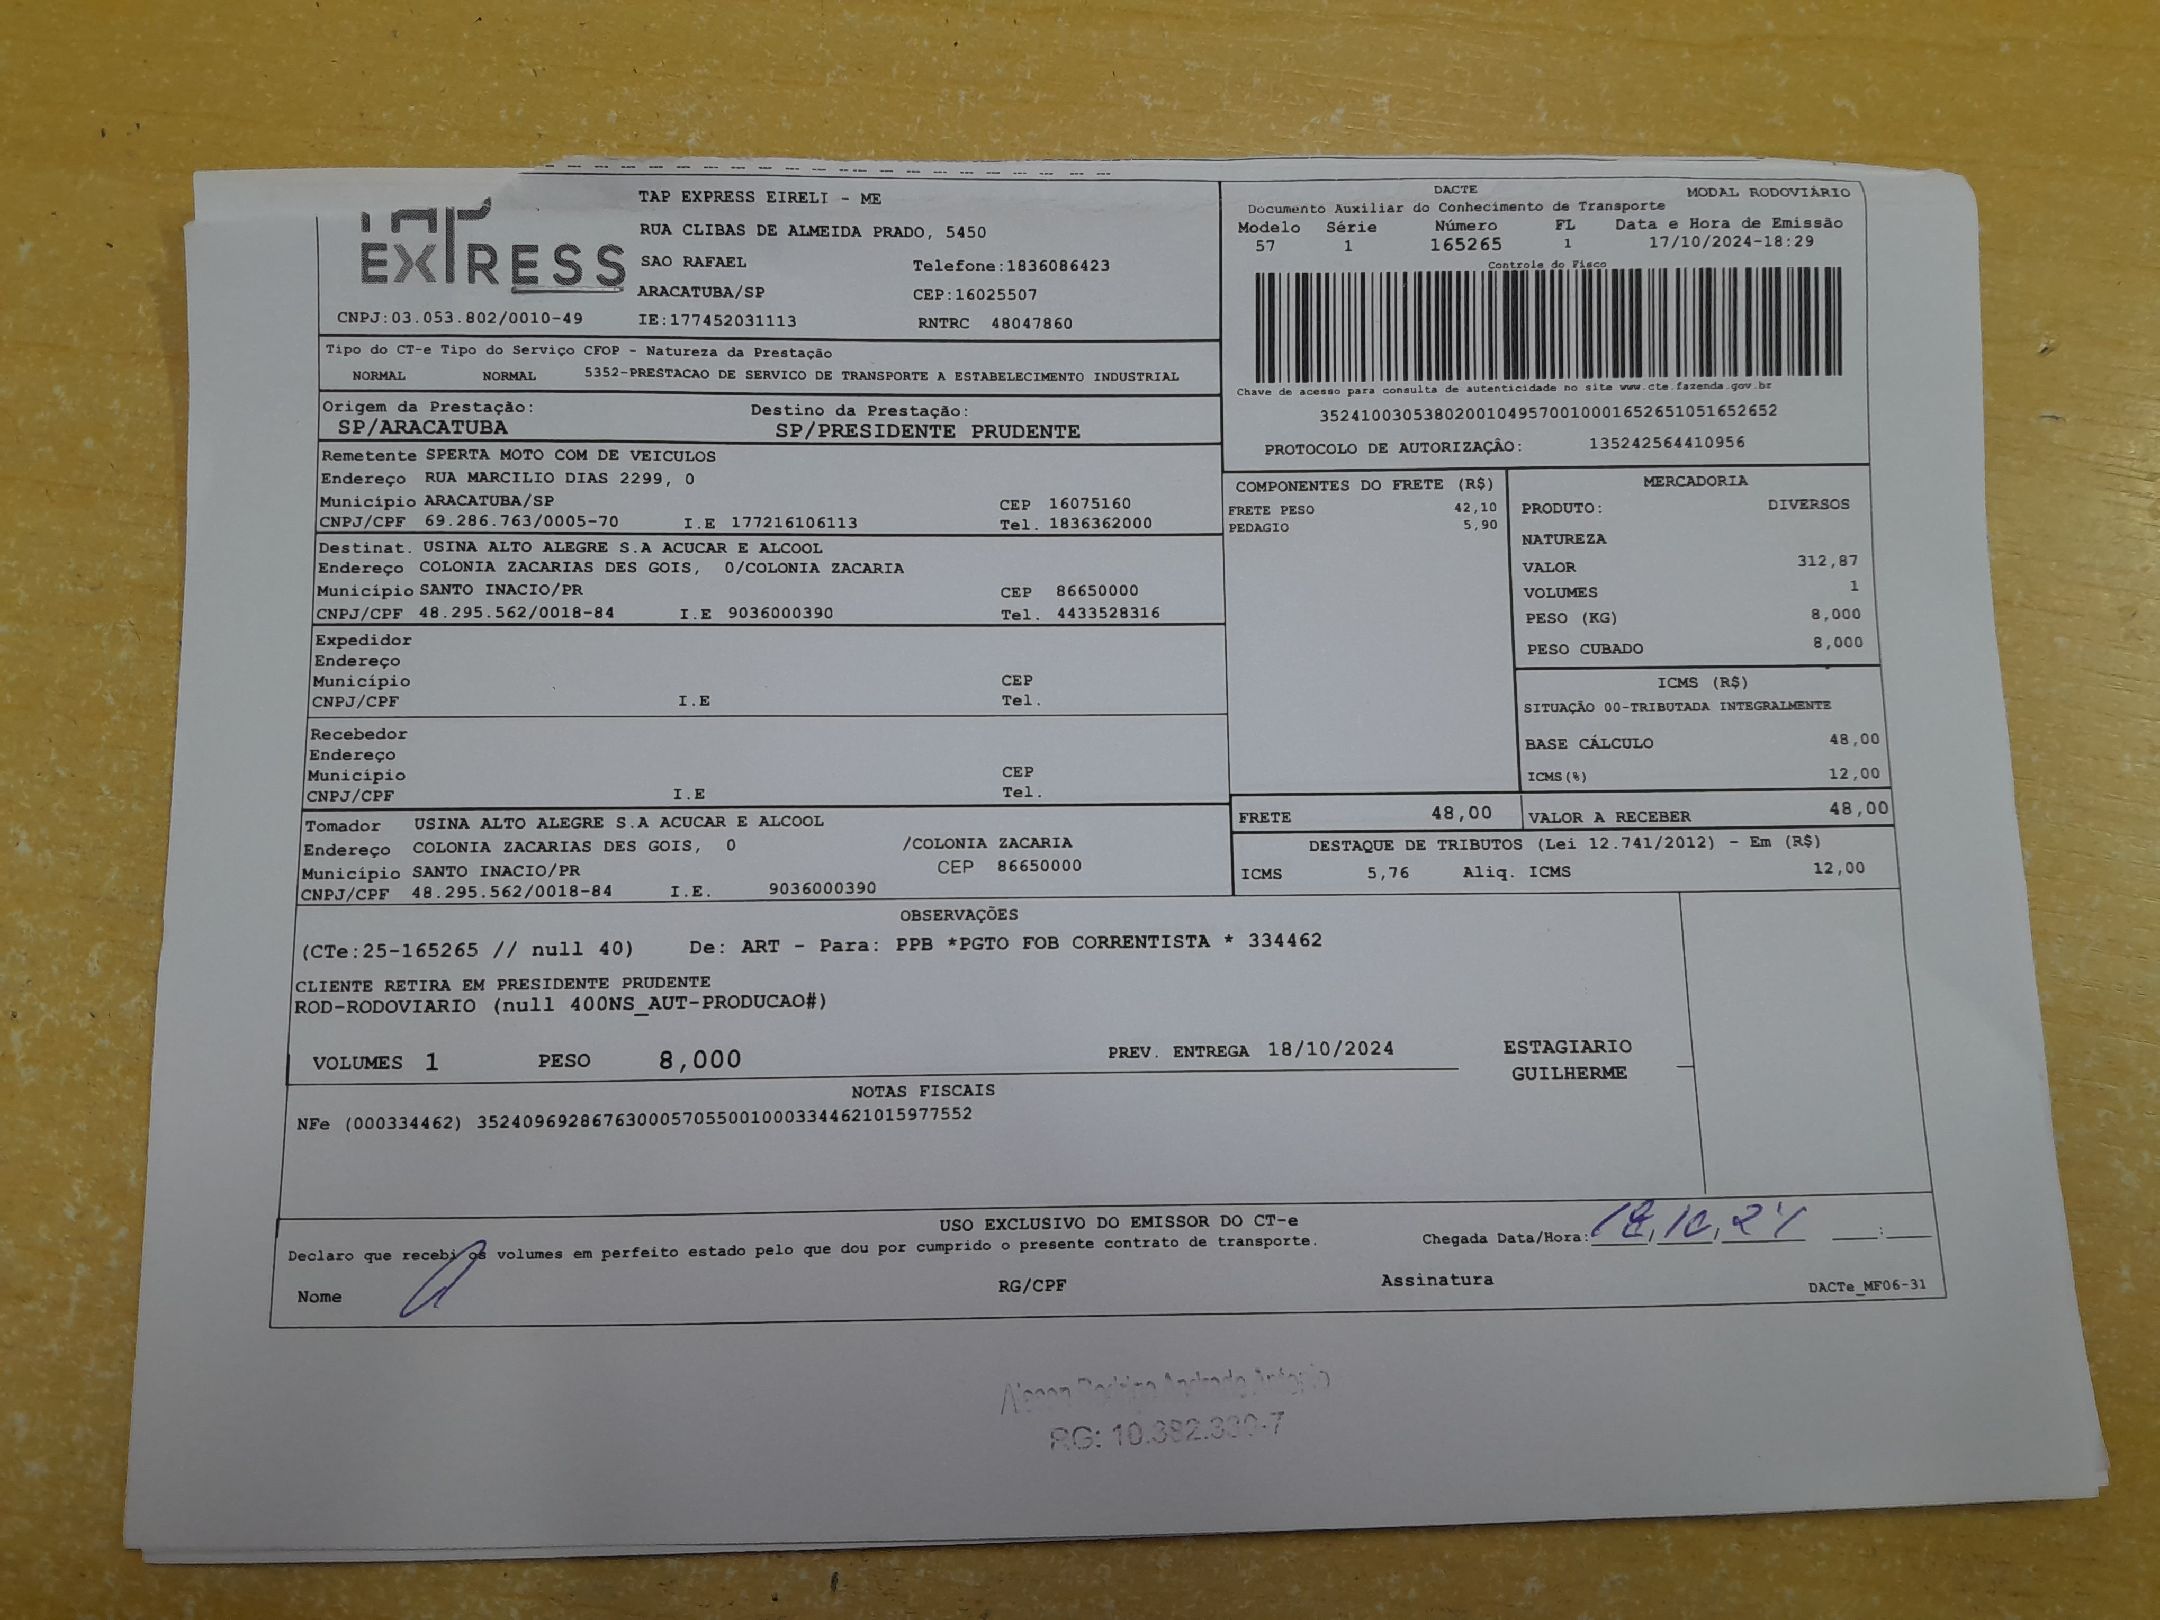 TAP EXPRESS
TAP EXPRESS EIRELI - ME
RUA CLIBAS DE ALMEIDA PRADO, 5450
SAO RAFAEL Telefone:1836086423
ARACATUBA/SP CEP:16025507
CNPJ:03.053.802/0010-49 IE:177452031113 RNTRC 48047860
DACTE MODAL RODOVIÁRIO
Documento Auxiliar do Conhecimento de Transporte
Modelo Série Número FL Data e Hora de Emissão
57 1 165265 1 17/10/2024-18:29
Controle do Fisco
Chave de acesso para consulta de autenticidade no site www.cte.fazenda.gov.br
35241003053802001049570010001652651051652652
PROTOCOLO DE AUTORIZAÇÃO: 135242564410956
Tipo do CT-e Tipo do Serviço CFOP - Natureza da Prestação
NORMAL NORMAL 5352-PRESTACAO DE SERVICO DE TRANSPORTE A ESTABELECIMENTO INDUSTRIAL
Origem da Prestação: Destino da Prestação:
SP/ARACATUBA SP/PRESIDENTE PRUDENTE
Remetente SPERTA MOTO COM DE VEICULOS
Endereço RUA MARCILIO DIAS 2299, 0
Município ARACATUBA/SP CEP 16075160
CNPJ/CPF 69.286.763/0005-70 I.E 177216106113 Tel. 1836362000
Destinat. USINA ALTO ALEGRE S.A ACUCAR E ALCOOL
Endereço COLONIA ZACARIAS DES GOIS, 0/COLONIA ZACARIA
Município SANTO INACIO/PR CEP 86650000
CNPJ/CPF 48.295.562/0018-84 I.E 9036000390 Tel. 4433528316
Expedidor
Endereço
Município CEP
CNPJ/CPF I.E Tel.
Recebedor
Endereço
Município CEP
CNPJ/CPF I.E Tel.
Tomador USINA ALTO ALEGRE S.A ACUCAR E ALCOOL
Endereço COLONIA ZACARIAS DES GOIS, 0 /COLONIA ZACARIA
Município SANTO INACIO/PR CEP 86650000
CNPJ/CPF 48.295.562/0018-84 I.E. 9036000390
COMPONENTES DO FRETE (R$)
FRETE PESO 42,10
PEDAGIO 5,90
MERCADORIA
PRODUTO: DIVERSOS
NATUREZA
VALOR 312,87
VOLUMES 1
PESO (KG) 8,000
PESO CUBADO 8,000
ICMS (R$)
SITUAÇÃO 00-TRIBUTADA INTEGRALMENTE
BASE CÁLCULO 48,00
ICMS(%) 12,00
FRETE 48,00 VALOR A RECEBER 48,00
DESTAQUE DE TRIBUTOS (Lei 12.741/2012) - Em (R$)
ICMS 5,76 Aliq. ICMS 12,00
OBSERVAÇÕES
(CTe:25-165265 // null 40) De: ART - Para: PPB *PGTO FOB CORRENTISTA * 334462
CLIENTE RETIRA EM PRESIDENTE PRUDENTE
ROD-RODOVIARIO (null 400NS_AUT-PRODUCAO#)
VOLUMES 1 PESO 8,000 PREV. ENTREGA 18/10/2024 ESTAGIARIO
GUILHERME
NOTAS FISCAIS
NFe (000334462) 35240969286763000570550010003344621015977552
USO EXCLUSIVO DO EMISSOR DO CT-e
Declaro que recebi os volumes em perfeito estado pelo que dou por cumprido o presente contrato de transporte. Chegada Data/Hora: 18,10,24 :
Nome RG/CPF Assinatura DACTe_MF06-31
Andrade Antonio
RG: